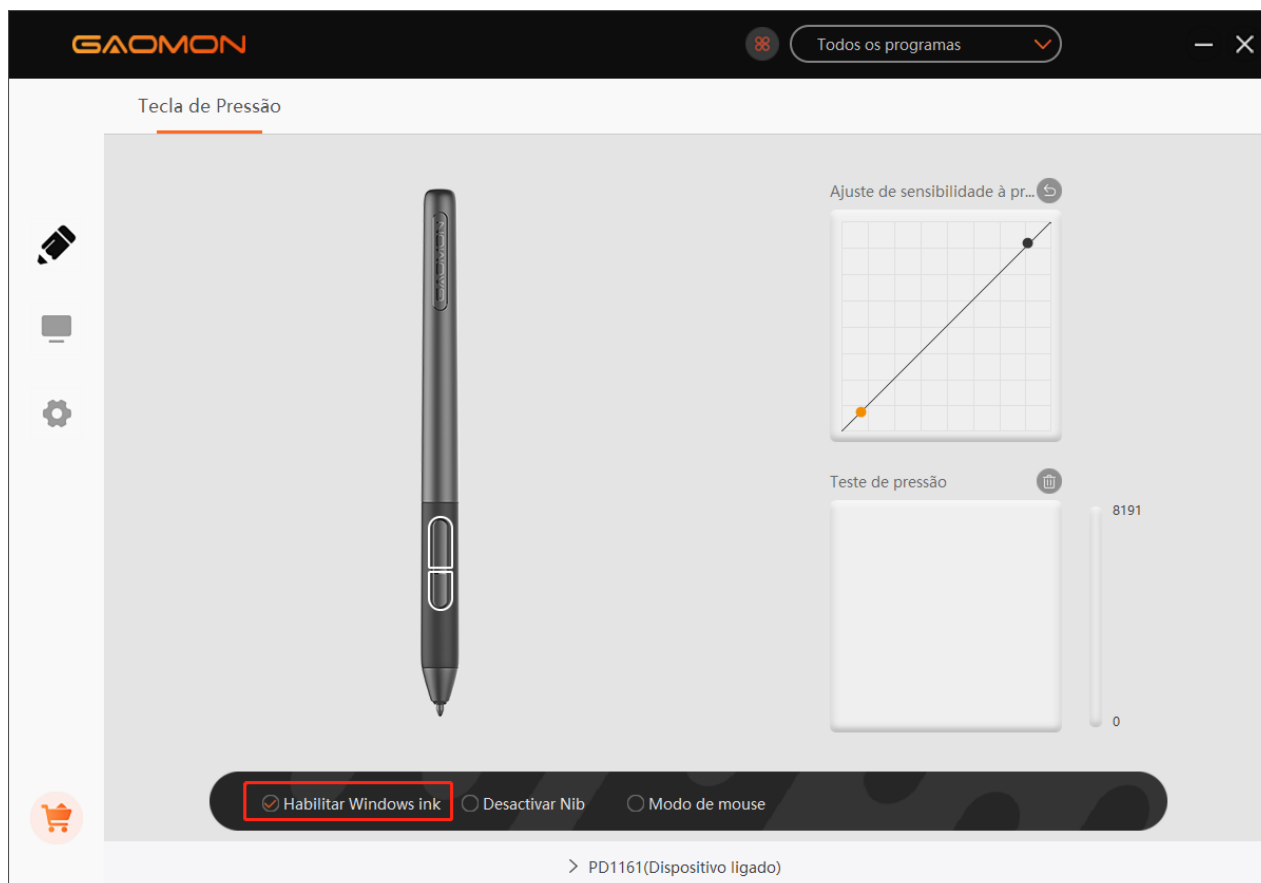 GAOMON
Todos os programas
Tecla de Pressão
GAOMON
Ajuste de sensibilidade à pr...
Teste de pressão
8191
0
Habilitar Windows ink
Desactivar Nib
Modo de mouse
PD1161(Dispositivo ligado)